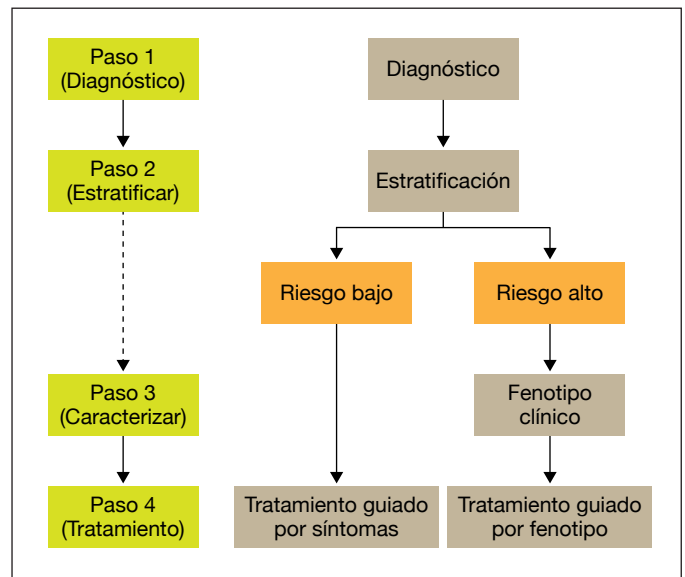 Paso 1
(Diagnóstico)
Diagnóstico
Paso 2
(Estratificar)
Estratificación
Riesgo bajo
Riesgo alto
Paso 3
(Caracterizar)
Fenotipo
clínico
Paso 4
(Tratamiento)
Tratamiento guiado
por síntomas
Tratamiento guiado
por fenotipo